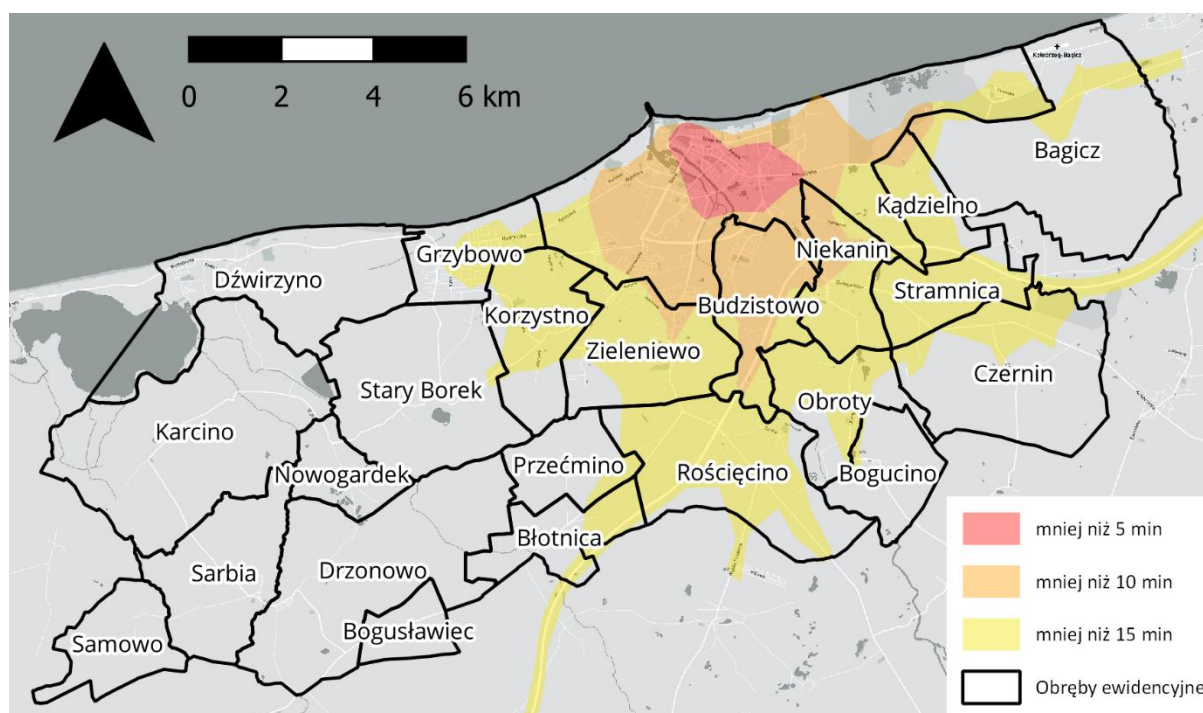 0 2 4 6 km
Kołobrzeg-Bagicz
Bagicz
Kądzielno
Grzybowo
Niekanin
Dźwirzyno
Stramnica
Korzystno
Budzistowo
Zieleniewo
Czernin
Stary Borek
Obroty
Karcino
Przećmino
Rościęcino
Nowogardek
Bogucino
Błotnica
Sarbia
Drzonowo
Bogusławiec
Samowo
mniej niż 5 min
mniej niż 10 min
mniej niż 15 min
Obręby ewidencyjne